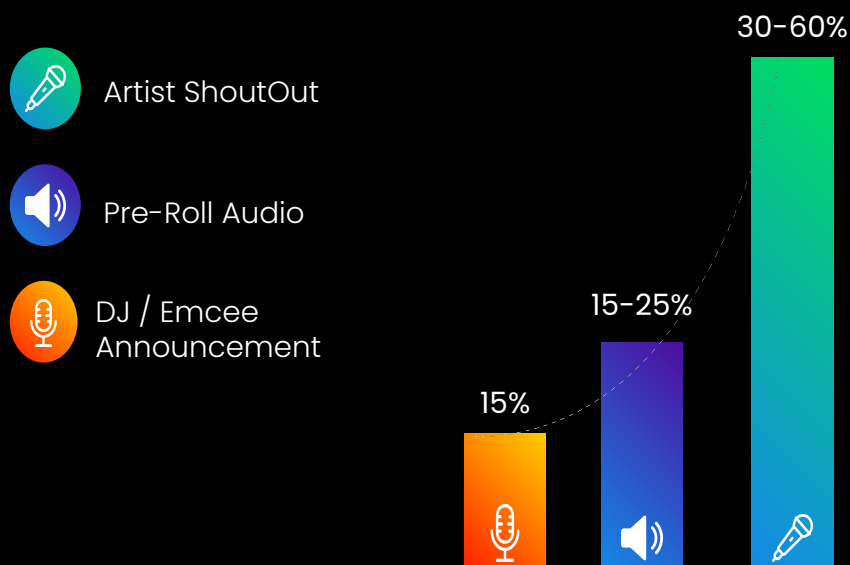 Artist ShoutOut
Pre-Roll Audio
DJ / Emcee
Announcement
15%
15-25%
30-60%